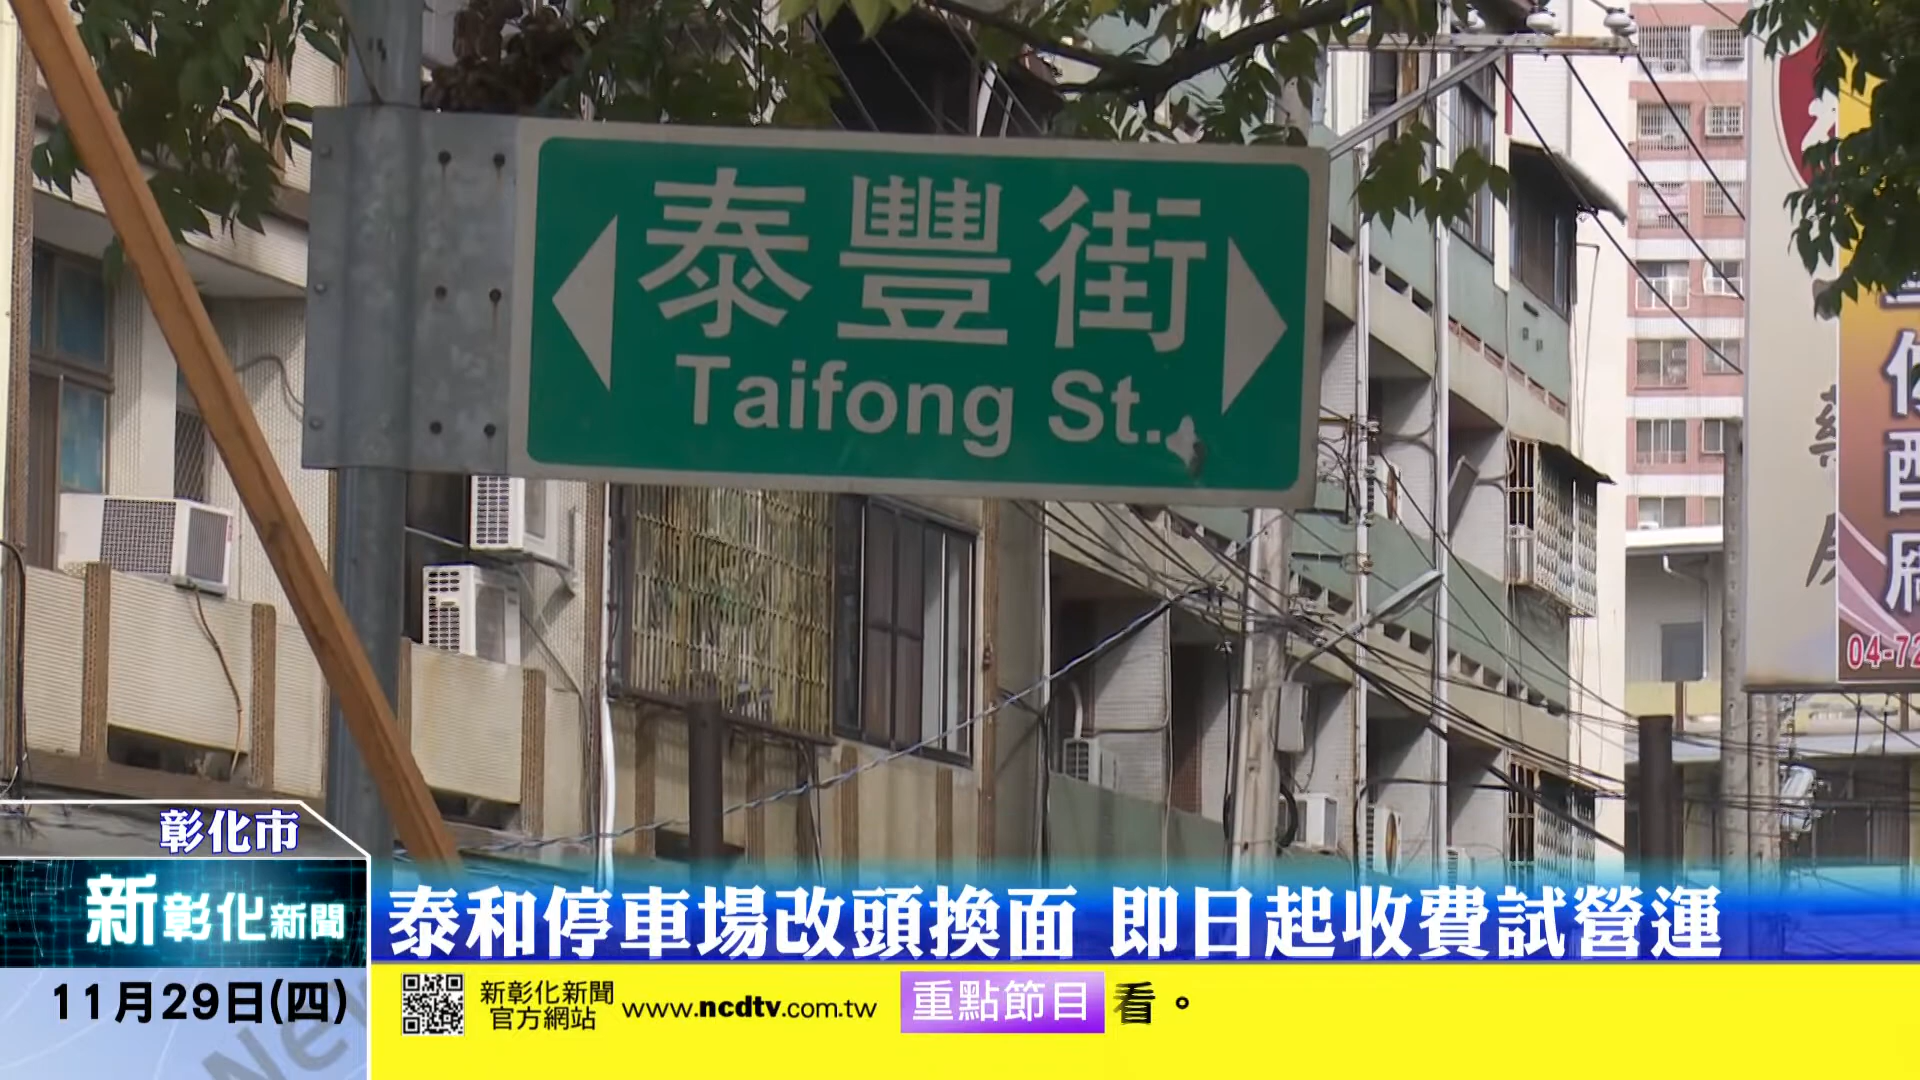 泰豐街
Taifong St.
依
酉
04-72
彰化市
新彰化新聞
泰和停車場改頭換面 即日起收費試營運
11月29日(四)
新彰化新聞
官方網站
www.ncdtv.com.tw
重點節目
看。